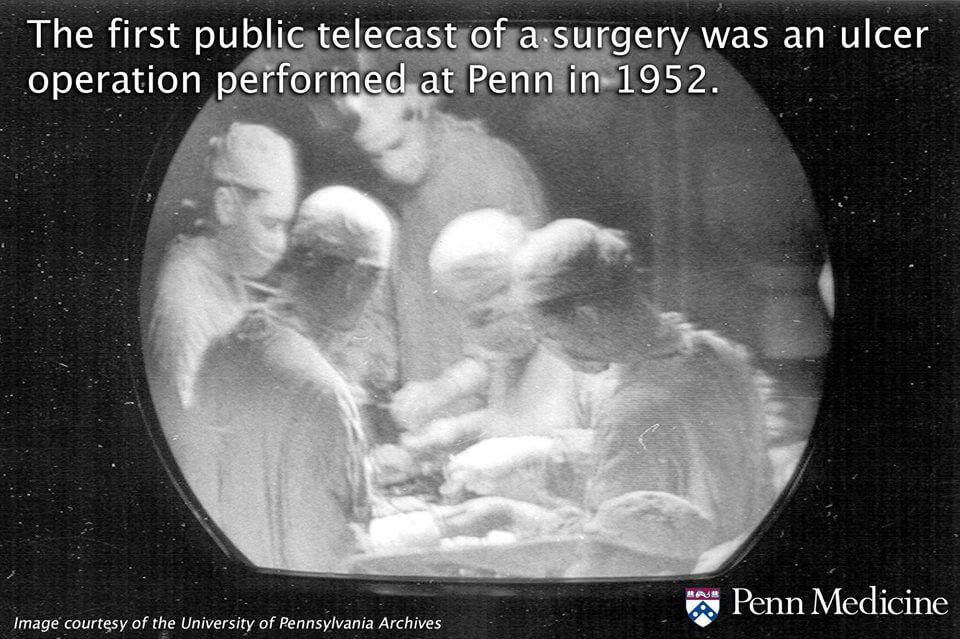 The first public telecast of a surgery was an ulcer
operation performed at Penn in 1952.
Penn Medicine
Image courtesy of the University of Pennsylvania Archives